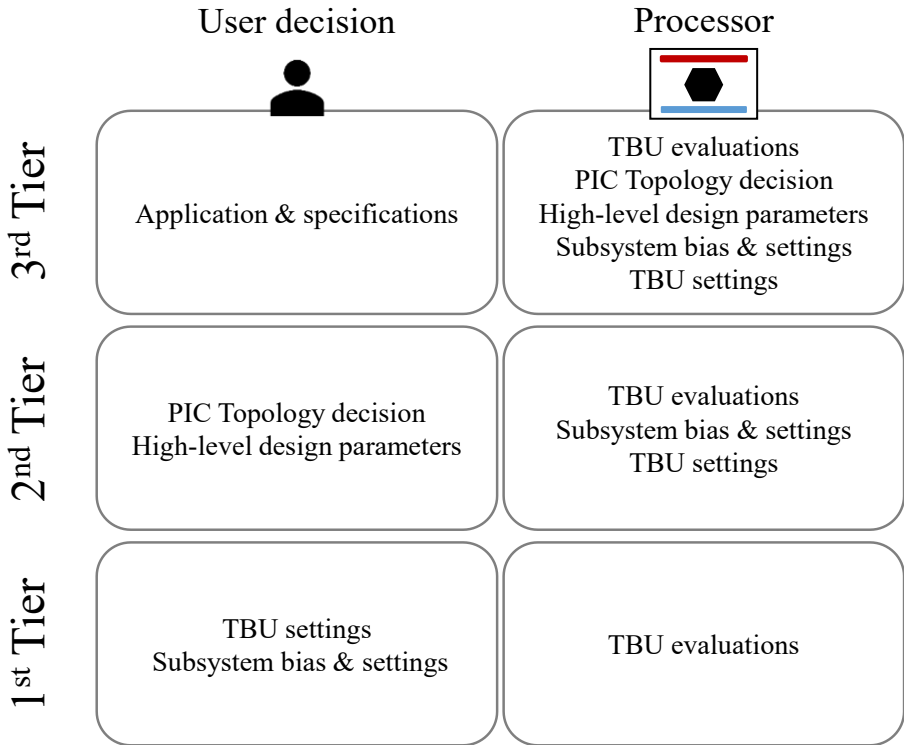 User decision
Processor
3rd Tier
Application & specifications
TBU evaluations
PIC Topology decision
High-level design parameters
Subsystem bias & settings
TBU settings
2nd Tier
PIC Topology decision
High-level design parameters
TBU evaluations
Subsystem bias & settings
TBU settings
1st Tier
TBU settings
Subsystem bias & settings
TBU evaluations